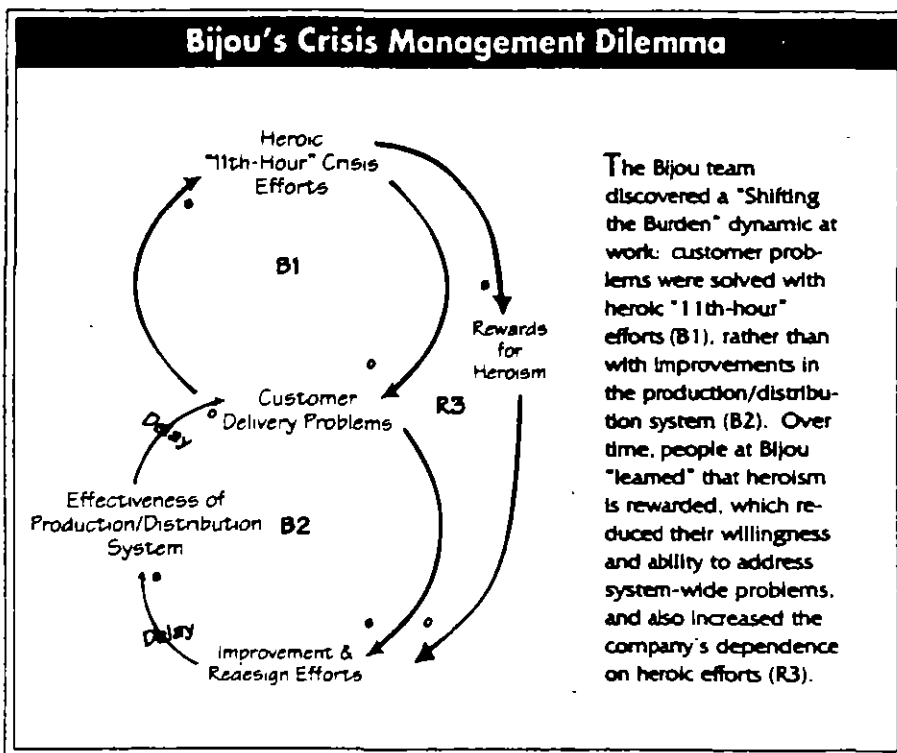 Bijou's Crisis Management Dilemma
Heroic
"11th-Hour" Crisis
Efforts
s
B1
s
Rewards
for
Heroism
o
Customer
Delivery Problems
R3
o
Delay
Effectiveness of
Production/Distribution
System
B2
s
Delay
s
o
Improvement &
Redesign Efforts
The Bijou team
discovered a "Shifting
the Burden" dynamic at
work: customer prob-
lems were solved with
heroic "11th-hour"
efforts (B1), rather than
with improvements in
the production/distribu-
tion system (B2). Over
time, people at Bijou
"learned" that heroism
is rewarded, which re-
duced their willingness
and ability to address
system-wide problems,
and also increased the
company's dependence
on heroic efforts (R3).